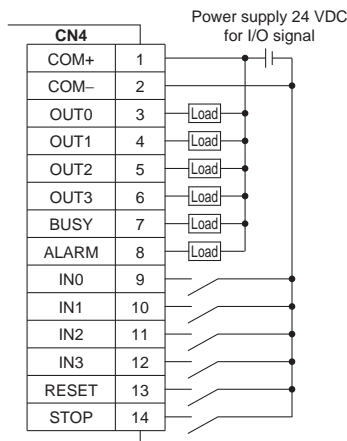 Power supply 24 VDC
for I/O signal
CN4
COM+ 1
COM− 2
OUT0 3 Load
OUT1 4 Load
OUT2 5 Load
OUT3 6 Load
BUSY 7 Load
ALARM 8 Load
IN0 9
IN1 10
IN2 11
IN3 12
RESET 13
STOP 14